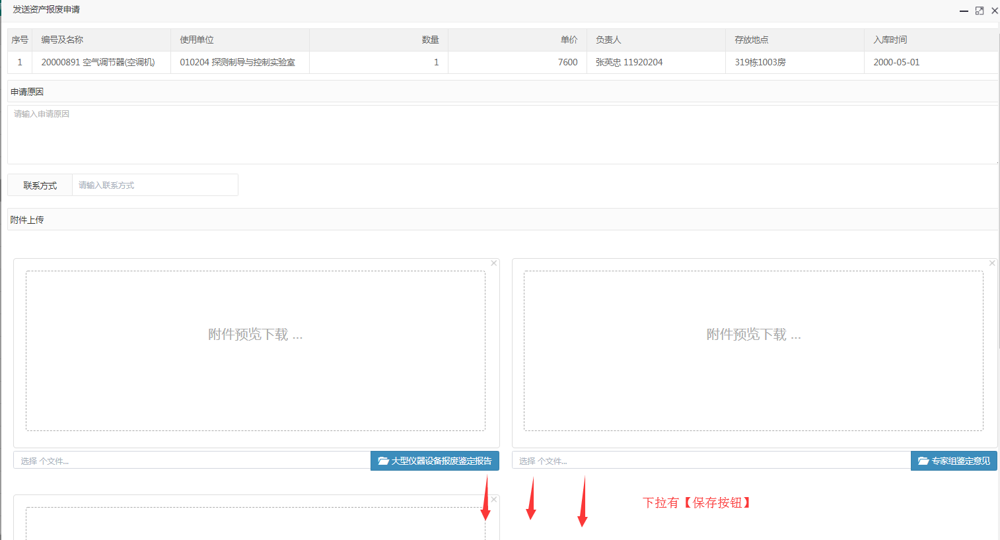 发送资产报废申请
序号 编号及名称 使用单位 数量 单价 负责人 存放地点 入库时间
1 20000891 空气调节器(空调机) 010204 探测制导与控制实验室 1 7600 张英忠 11920204 319栋1003房 2000-05-01
申请原因
请输入申请原因
联系方式 请输入联系方式
附件上传
附件预览下载 ... 附件预览下载 ...
选择 个文件... 大型仪器设备报废鉴定报告 选择 个文件... 专家组鉴定意见
下拉有【保存按钮】